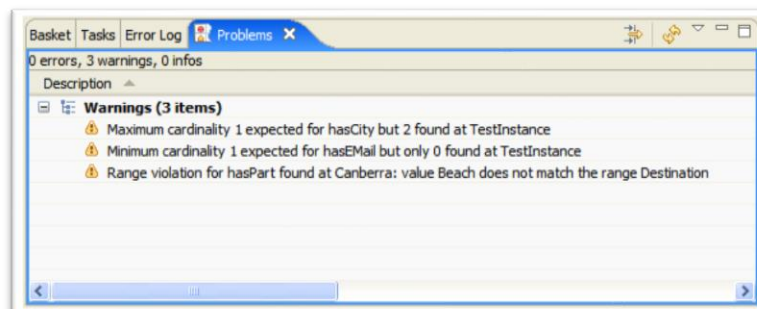 Basket Tasks Error Log Problems
0 errors, 3 warnings, 0 infos
Description
Warnings (3 items)
Maximum cardinality 1 expected for hasCity but 2 found at TestInstance
Minimum cardinality 1 expected for hasEMail but only 0 found at TestInstance
Range violation for hasPart found at Canberra: value Beach does not match the range Destination